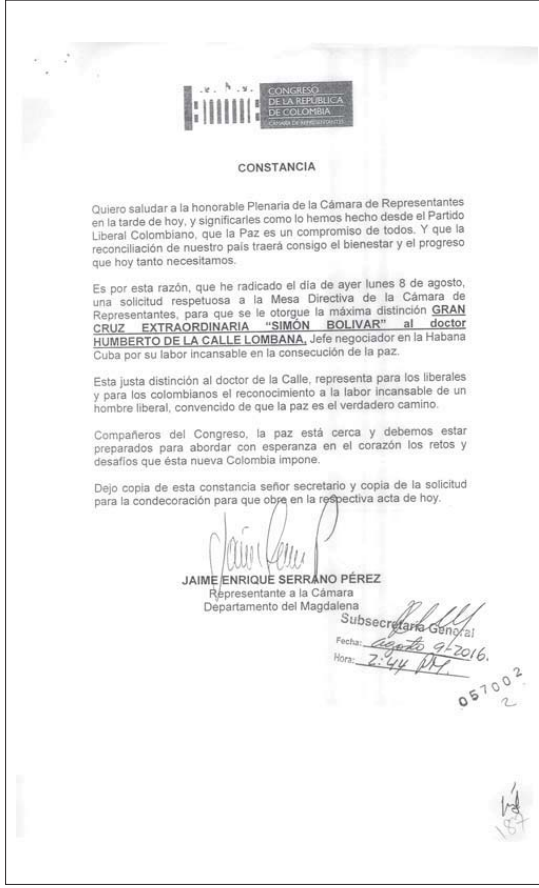 CONGRESO
DE LA REPÚBLICA
DE COLOMBIA
CÁMARA DE REPRESENTANTES
CONSTANCIA
Quiero saludar a la honorable Plenaria de la Cámara de Representantes
en la tarde de hoy, y significarles como lo hemos hecho desde el Partido
Liberal Colombiano, que la Paz es un compromiso de todos. Y que la
reconciliación de nuestro país traerá consigo el bienestar y el progreso
que hoy tanto necesitamos.
Es por esta razón, que he radicado el día de ayer lunes 8 de agosto,
una solicitud respetuosa a la Mesa Directiva de la Cámara de
Representantes, para que se le otorgue la máxima distinción GRAN
CRUZ EXTRAORDINARIA "SIMÓN BOLIVAR" al doctor
HUMBERTO DE LA CALLE LOMBANA, Jefe negociador en la Habana
Cuba por su labor incansable en la consecución de la paz.
Esta justa distinción al doctor de la Calle, representa para los liberales
y para los colombianos el reconocimiento a la labor incansable de un
hombre liberal, convencido de que la paz es el verdadero camino.
Compañeros del Congreso, la paz está cerca y debemos estar
preparados para abordar con esperanza en el corazón los retos y
desafíos que ésta nueva Colombia impone.
Dejo copia de esta constancia señor secretario y copia de la solicitud
para la condecoración para que obre en la respectiva acta de hoy.
JAIME ENRIQUE SERRANO PÉREZ
Representante a la Cámara
Departamento del Magdalena
Subsecretaría General
Fecha: agosto 9-2016.
Hora: 2:44 PM.
057002
2
187